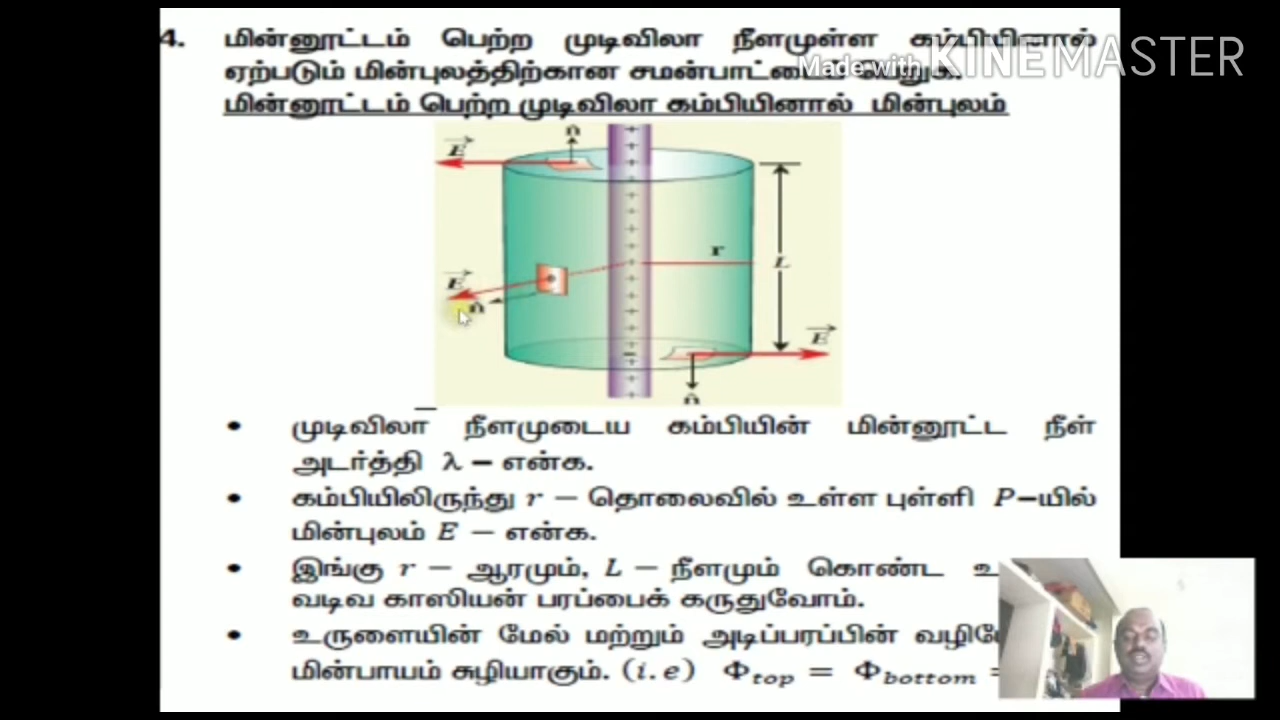 4. மின்னூட்டம் பெற்ற முடிவிலா நீளமுள்ள கம்பியினால்
Made with KINEMASTER
ஏற்படும் மின்புலத்திற்கான சமன்பாட்டைப்
மின்னூட்டம் பெற்ற முடிவிலா கம்பியினால் மின்புலம்
E n̂
r
L
E
n̂
E
n̂
• முடிவிலா நீளமுடைய கம்பியின் மின்னூட்ட நீள்
அடர்த்தி λ – என்க.
• கம்பியிலிருந்து r – தொலைவில் உள்ள புள்ளி P–யில்
மின்புலம் E – என்க.
• இங்கு r – ஆரமும், L – நீளமும் கொண்ட
வடிவ காஸியன் பரப்பைக் கருதுவோம்.
• உருளையின் மேல் மற்றும் அடிப்பரப்பின்
மின்பாயம் சுழியாகும். (i.e) Φtop = Φbottom =